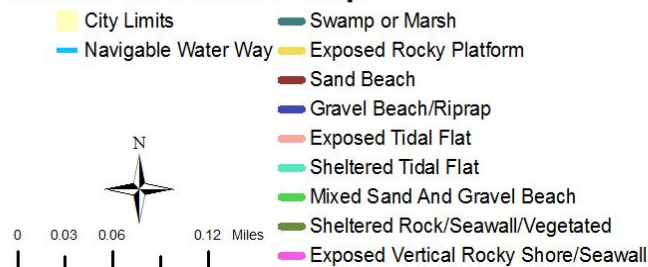 City Limits
Navigable Water Way
Swamp or Marsh
Exposed Rocky Platform
Sand Beach
Gravel Beach/Riprap
Exposed Tidal Flat
Sheltered Tidal Flat
Mixed Sand And Gravel Beach
Sheltered Rock/Seawall/Vegetated
Exposed Vertical Rocky Shore/Seawall
N
0 0.03 0.06 0.12 Miles